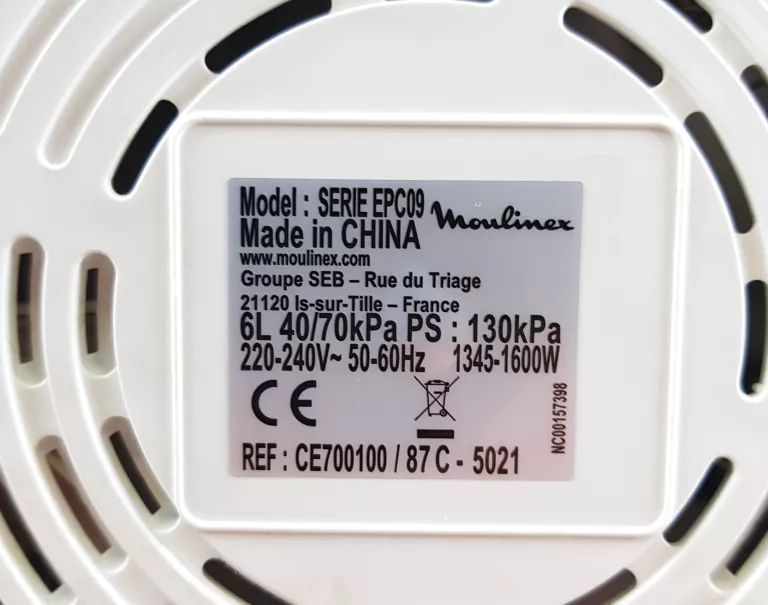 Model : SERIE EPC09 Moulinex
Made in CHINA
www.moulinex.com
Groupe SEB – Rue du Triage
21120 Is-sur-Tille – France
6L 40/70kPa PS : 130kPa
220-240V~ 50-60Hz 1345-1600W
CE
NC00157398
REF : CE700100 / 87 C - 5021